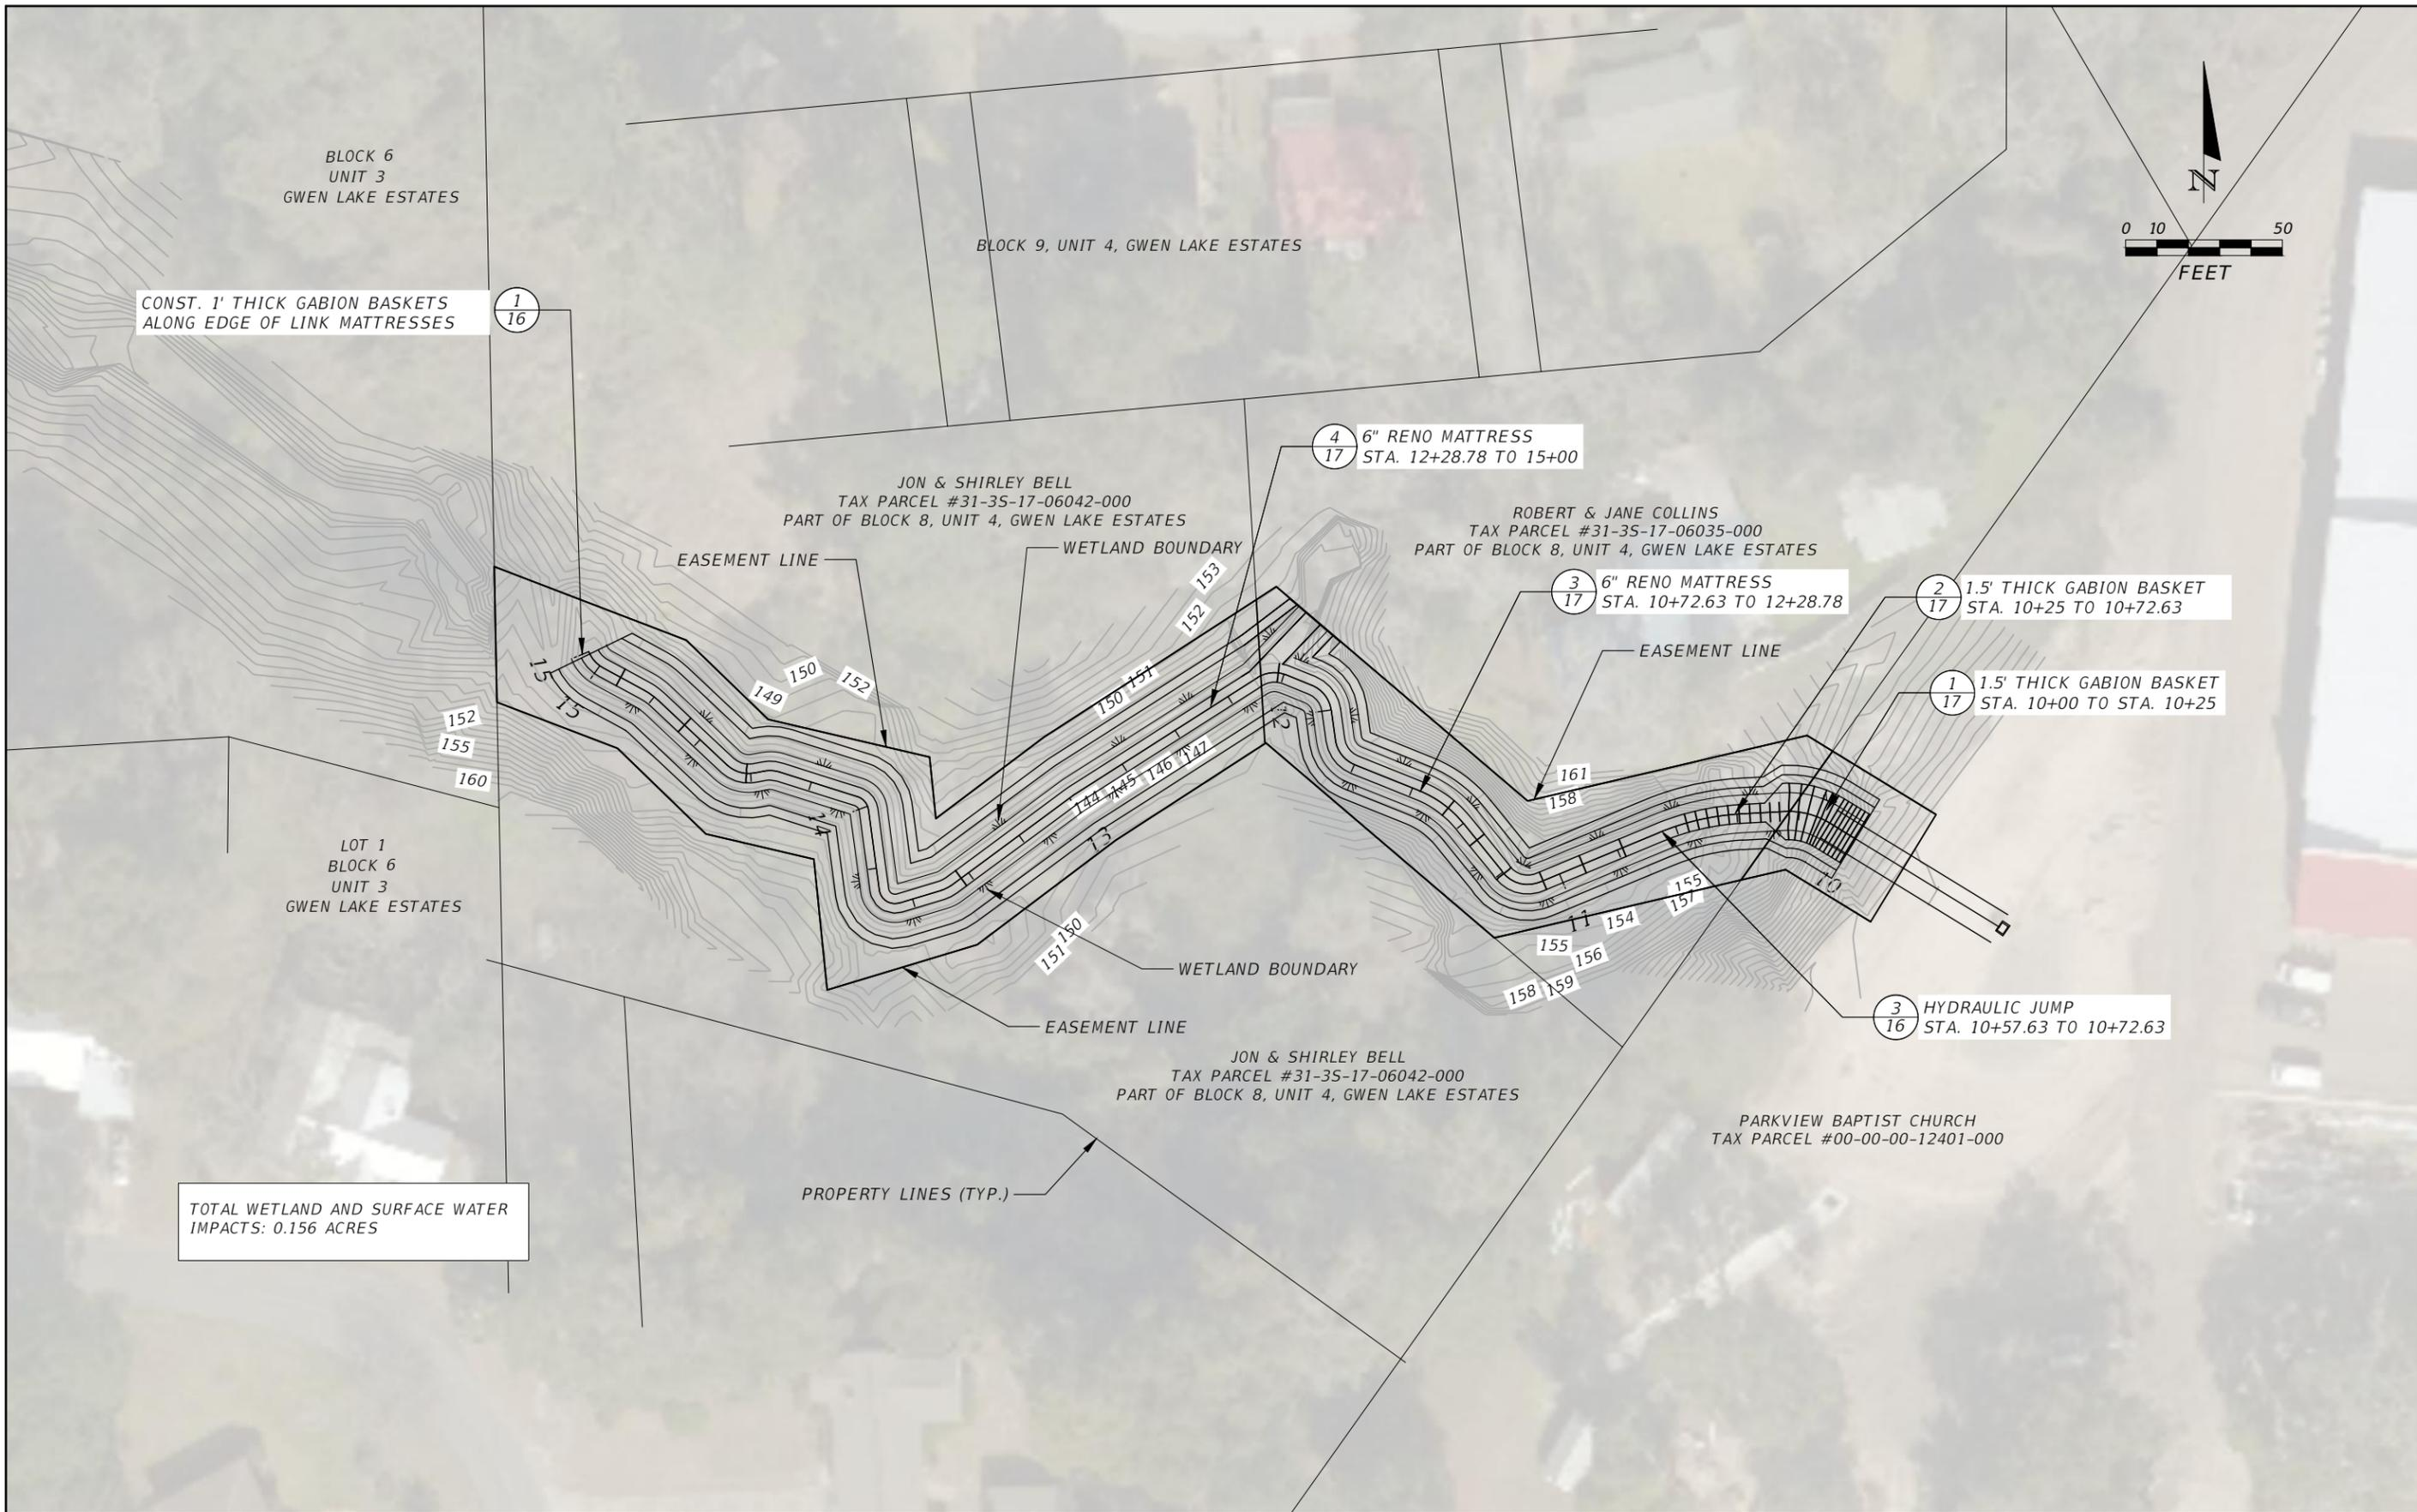 BLOCK 6
UNIT 3
GWEN LAKE ESTATES
N
0 10 50
FEET
BLOCK 9, UNIT 4, GWEN LAKE ESTATES
CONST. 1' THICK GABION BASKETS
ALONG EDGE OF LINK MATTRESSES
1
16
4
17
6" RENO MATTRESS
STA. 12+28.78 TO 15+00
JON & SHIRLEY BELL
TAX PARCEL #31-3S-17-06042-000
PART OF BLOCK 8, UNIT 4, GWEN LAKE ESTATES
ROBERT & JANE COLLINS
TAX PARCEL #31-3S-17-06035-000
PART OF BLOCK 8, UNIT 4, GWEN LAKE ESTATES
EASEMENT LINE
WETLAND BOUNDARY
3
17
6" RENO MATTRESS
STA. 10+72.63 TO 12+28.78
2
17
1.5' THICK GABION BASKET
STA. 10+25 TO 10+72.63
EASEMENT LINE
1
17
1.5' THICK GABION BASKET
STA. 10+00 TO STA. 10+25
153
152
150
149
152
151
150
15
15
152
155
160
12
147
146
145
144
13
14
161
158
10
155
157
154
11
155
156
159
158
150
151
LOT 1
BLOCK 6
UNIT 3
GWEN LAKE ESTATES
WETLAND BOUNDARY
EASEMENT LINE
3
16
HYDRAULIC JUMP
STA. 10+57.63 TO 10+72.63
JON & SHIRLEY BELL
TAX PARCEL #31-3S-17-06042-000
PART OF BLOCK 8, UNIT 4, GWEN LAKE ESTATES
PARKVIEW BAPTIST CHURCH
TAX PARCEL #00-00-00-12401-000
PROPERTY LINES (TYP.)
TOTAL WETLAND AND SURFACE WATER
IMPACTS: 0.156 ACRES